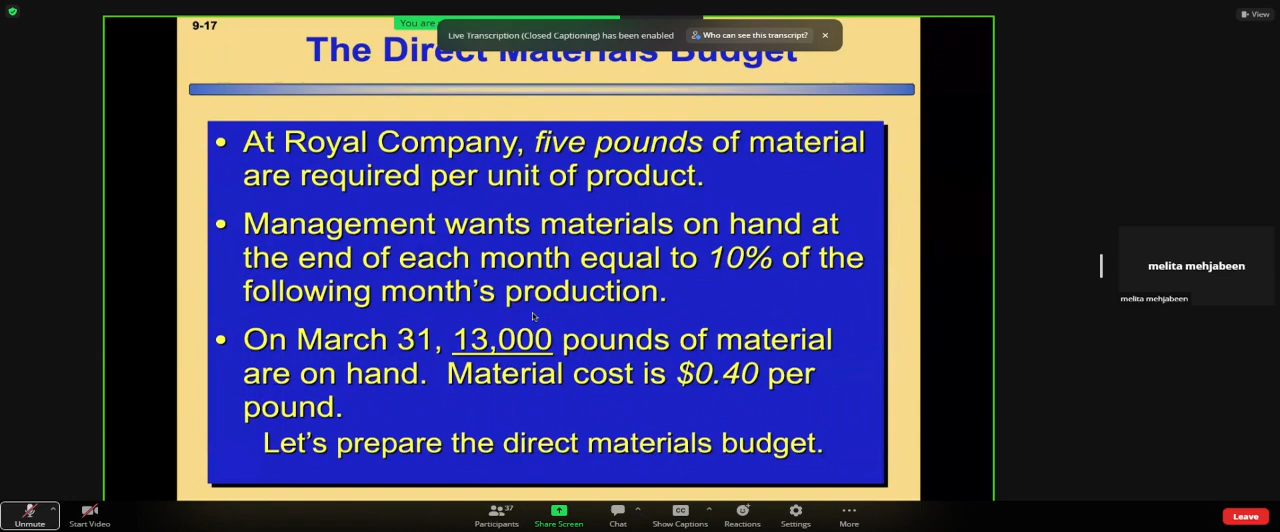 9-17
You are
Live Transcription (Closed Captioning) has been enabled
Who can see this transcript?
View
The Direct Materials Budget
• At Royal Company, five pounds of material
are required per unit of product.
• Management wants materials on hand at
the end of each month equal to 10% of the
following month's production.
• On March 31, 13,000 pounds of material
are on hand. Material cost is $0.40 per
pound.
Let's prepare the direct materials budget.
melita mehjabeen
melita mehjabeen
Unmute
Start Video
37
Participants
Share Screen
Chat
CC
Show Captions
Reactions
Settings
More
Leave